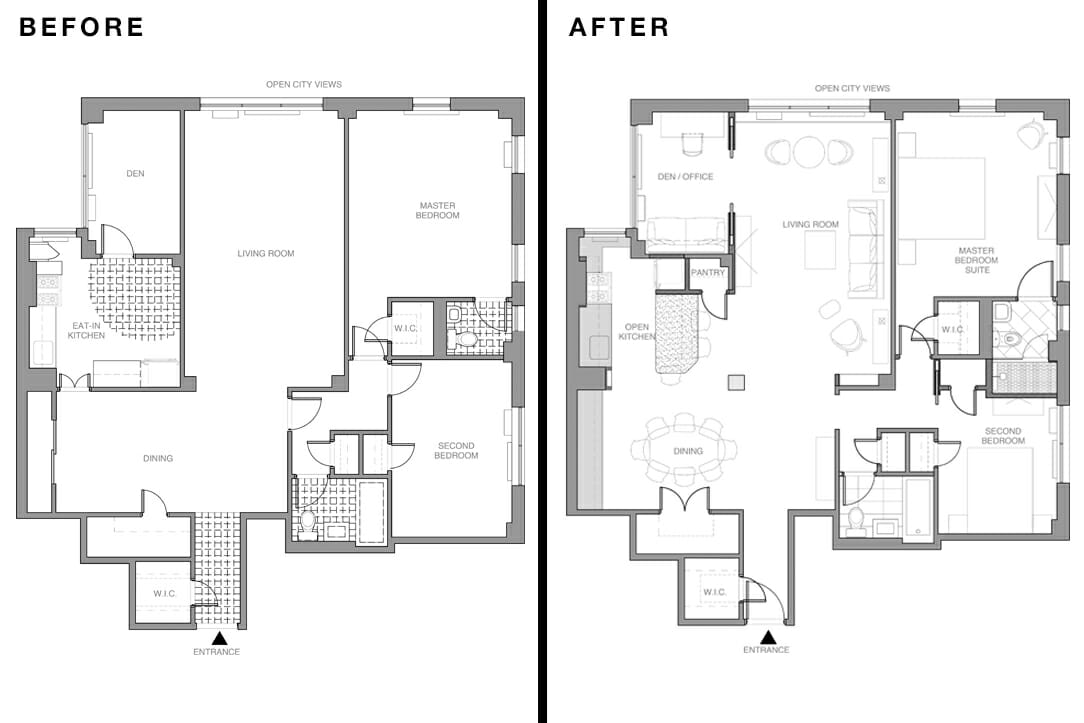 BEFORE
OPEN CITY VIEWS
DEN
MASTER
BEDROOM
LIVING ROOM
EAT-IN
KITCHEN
W.I.C.
DINING
SECOND
BEDROOM
W.I.C.
ENTRANCE
AFTER
OPEN CITY VIEWS
DEN / OFFICE
LIVING ROOM
MASTER
BEDROOM
SUITE
PANTRY
OPEN
KITCHEN
W.I.C.
SECOND
BEDROOM
DINING
W.I.C.
ENTRANCE